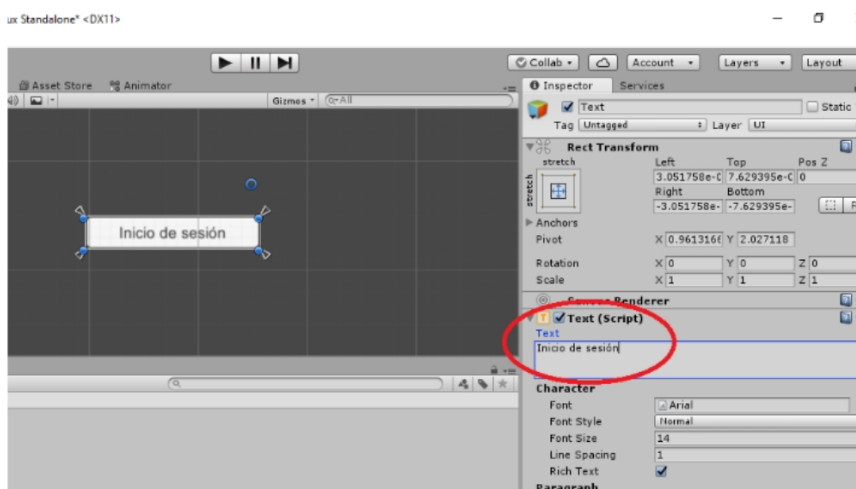 ux Standalone* <DX11>
Collab Account Layers Layout
Asset Store Animator
Inspector Services
Gizmos All
Text Static
Tag Untagged Layer UI
Rect Transform
stretch Left Top Pos Z
stretch 3.051758e- 7.629395e- 0
Right Bottom
-3.051758e- -7.629395e-
Anchors
Pivot X 0.961316 Y 2.027118
Rotation X 0 Y 0 Z 0
Scale X 1 Y 1 Z 1
Inicio de sesión
Canvas Renderer
Text (Script)
Text
Inicio de sesión
Character
Font Arial
Font Style Normal
Font Size 14
Line Spacing 1
Rich Text
Paragraph